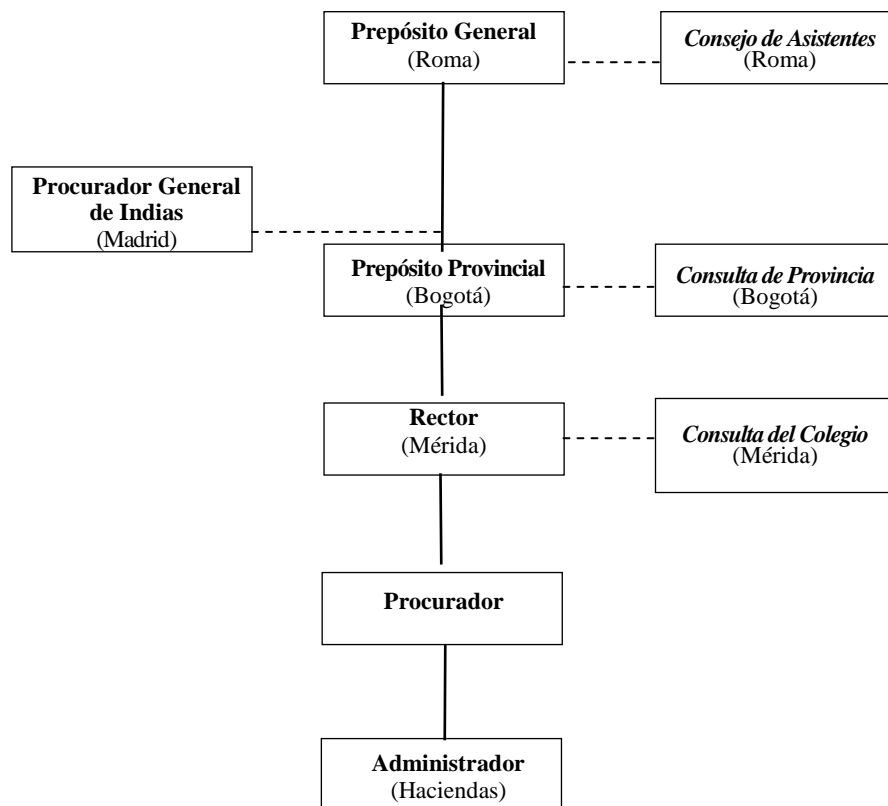 Prepósito General
(Roma)
Consejo de Asistentes
(Roma)
Procurador General
de Indias
(Madrid)
Prepósito Provincial
(Bogotá)
Consulta de Provincia
(Bogotá)
Rector
(Mérida)
Consulta del Colegio
(Mérida)
Procurador
Administrador
(Haciendas)